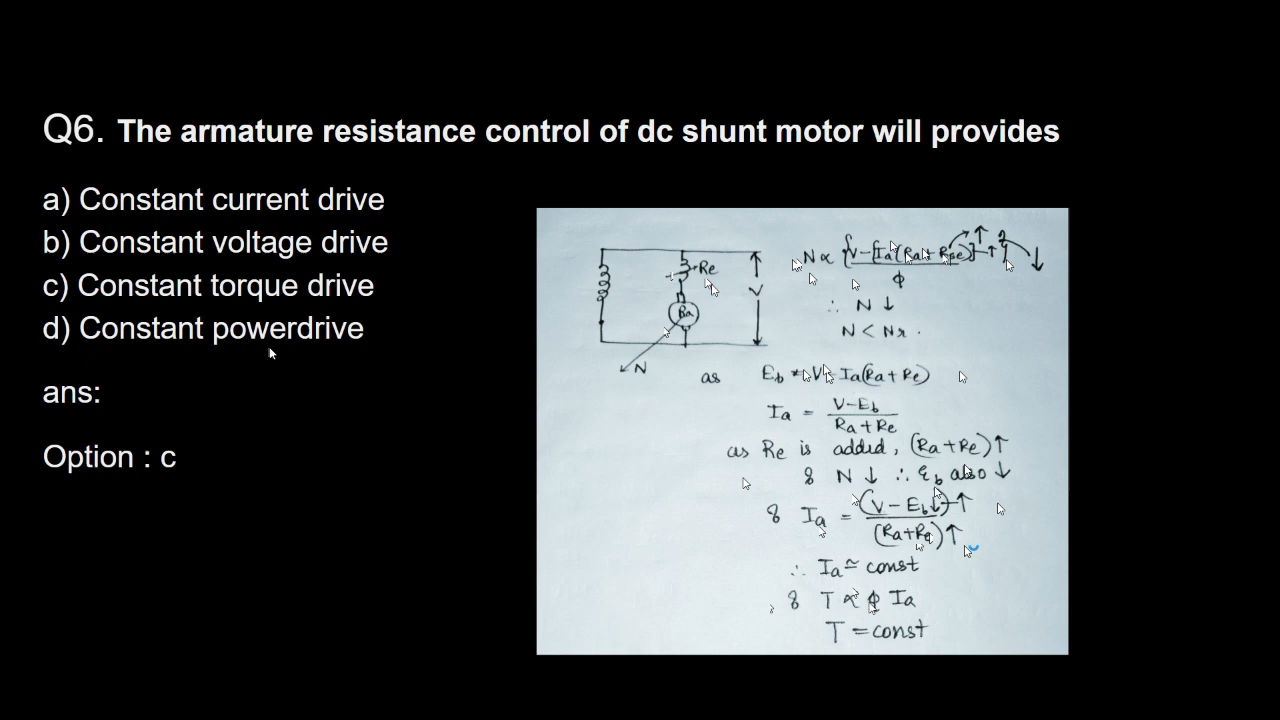 Q6. The armature resistance control of dc shunt motor will provides
a) Constant current drive
b) Constant voltage drive
c) Constant torque drive
d) Constant powerdrive
ans:
Option : c
Re
Ra
V
N
N ∝ {V-[Ia(Ra+Re)]↑}↓
ϕ
∴ N ↓
N < Nr.
as Eb = V - Ia(Ra+Re)
Ia = V-Eb
Ra+Re
as Re is added, (Ra+Re)↑
& N ↓ ∴ Eb also ↓
& Ia = (V-Eb↓)↑
(Ra+Re)↑
∴ Ia ≃ const
& T ∝ ϕ Ia
T = const